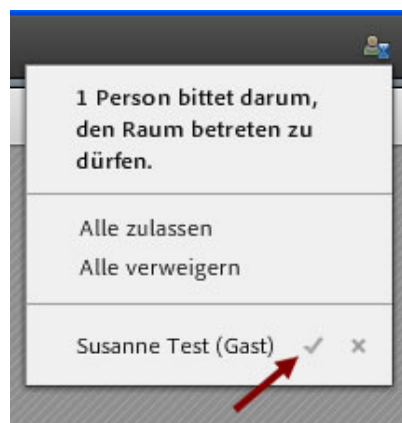 1 Person bittet darum,
den Raum betreten zu
dürfen.
Alle zulassen
Alle verweigern
Susanne Test (Gast)